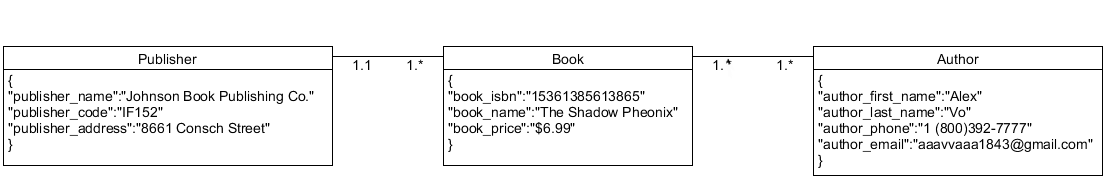 Publisher
{
"publisher_name":"Johnson Book Publishing Co."
"publisher_code":"IF152"
"publisher_address":"8661 Consch Street"
}
1.1
1.*
Book
{
"book_isbn":"15361385613865"
"book_name":"The Shadow Pheonix"
"book_price":"$6.99"
}
1.*
1.*
Author
{
"author_first_name":"Alex"
"author_last_name":"Vo"
"author_phone":"1 (800)392-7777"
"author_email":"aaavvaaa1843@gmail.com"
}